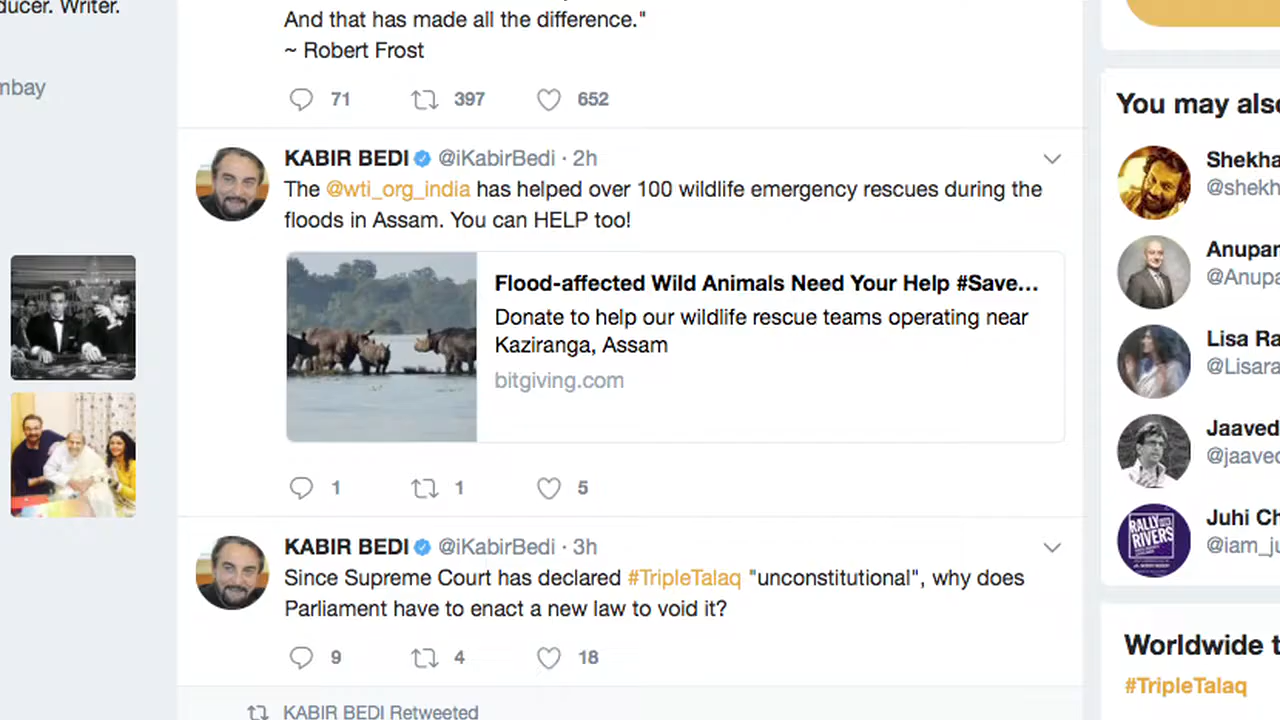 ducer. Writer.
mbay
And that has made all the difference."
~ Robert Frost
71 397 652
KABIR BEDI @iKabirBedi · 2h
The @wti_org_india has helped over 100 wildlife emergency rescues during the
floods in Assam. You can HELP too!
Flood-affected Wild Animals Need Your Help #Save...
Donate to help our wildlife rescue teams operating near
Kaziranga, Assam
bitgiving.com
1 1 5
KABIR BEDI @iKabirBedi · 3h
Since Supreme Court has declared #TripleTalaq "unconstitutional", why does
Parliament have to enact a new law to void it?
9 4 18
KABIR BEDI Retweeted
You may also
Shekha
@shekh
Anupam
@Anupa
Lisa Ra
@Lisara
Jaaved
@jaaved
RALLY
RIVERS
Juhi Ch
@iam_ju
Worldwide t
#TripleTalaq